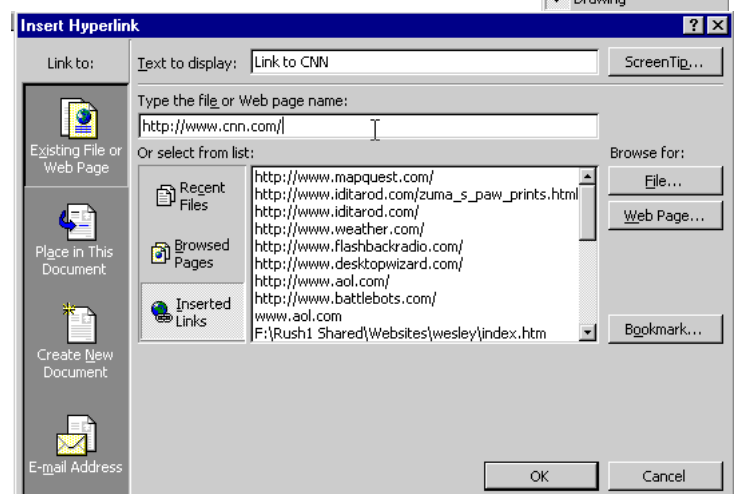 Drawing
Insert Hyperlink
Link to:
Text to display:
Link to CNN
ScreenTip...
Type the file or Web page name:
http://www.cnn.com/
Existing File or
Web Page
Or select from list:
Browse for:
Recent
Files
Browsed
Pages
Inserted
Links
http://www.mapquest.com/
http://www.iditarod.com/zuma_s_paw_prints.html
http://www.iditarod.com/
http://www.weather.com/
http://www.flashbackradio.com/
http://www.desktopwizard.com/
http://www.aol.com/
http://www.battlebots.com/
www.aol.com
F:\Rush1 Shared\Websites\wesley\index.htm
File...
Web Page...
Bookmark...
Place in This
Document
Create New
Document
E-mail Address
OK
Cancel